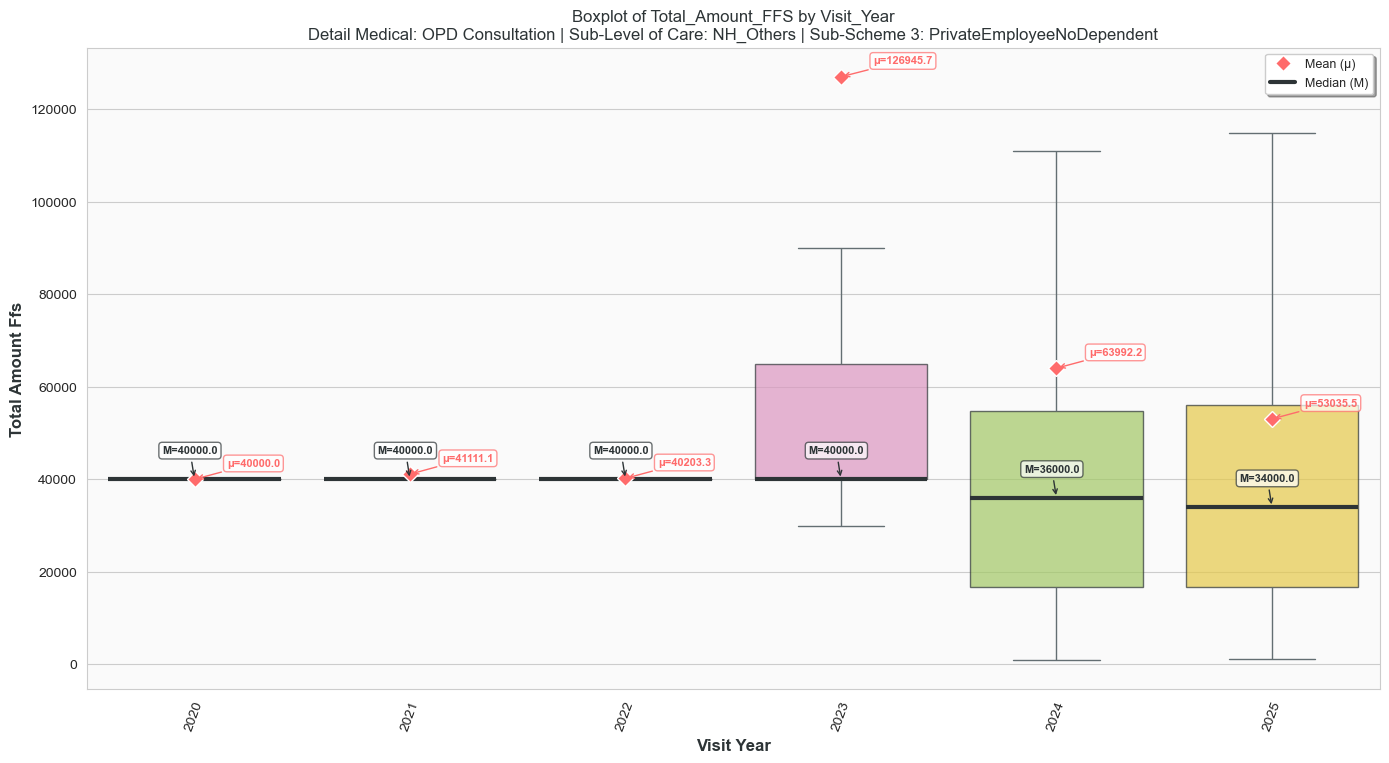 Boxplot of Total_Amount_FFS by Visit_Year
Detail Medical: OPD Consultation | Sub-Level of Care: NH_Others | Sub-Scheme 3: PrivateEmployeeNoDependent
Mean (μ)
Median (M)
Total Amount Ffs
120000
100000
80000
60000
40000
20000
0
M=40000.0
μ=40000.0
M=40000.0
μ=41111.1
M=40000.0
μ=40203.3
μ=126945.7
M=40000.0
μ=63992.2
M=36000.0
μ=53035.5
M=34000.0
2020
2021
2022
2023
2024
2025
Visit Year